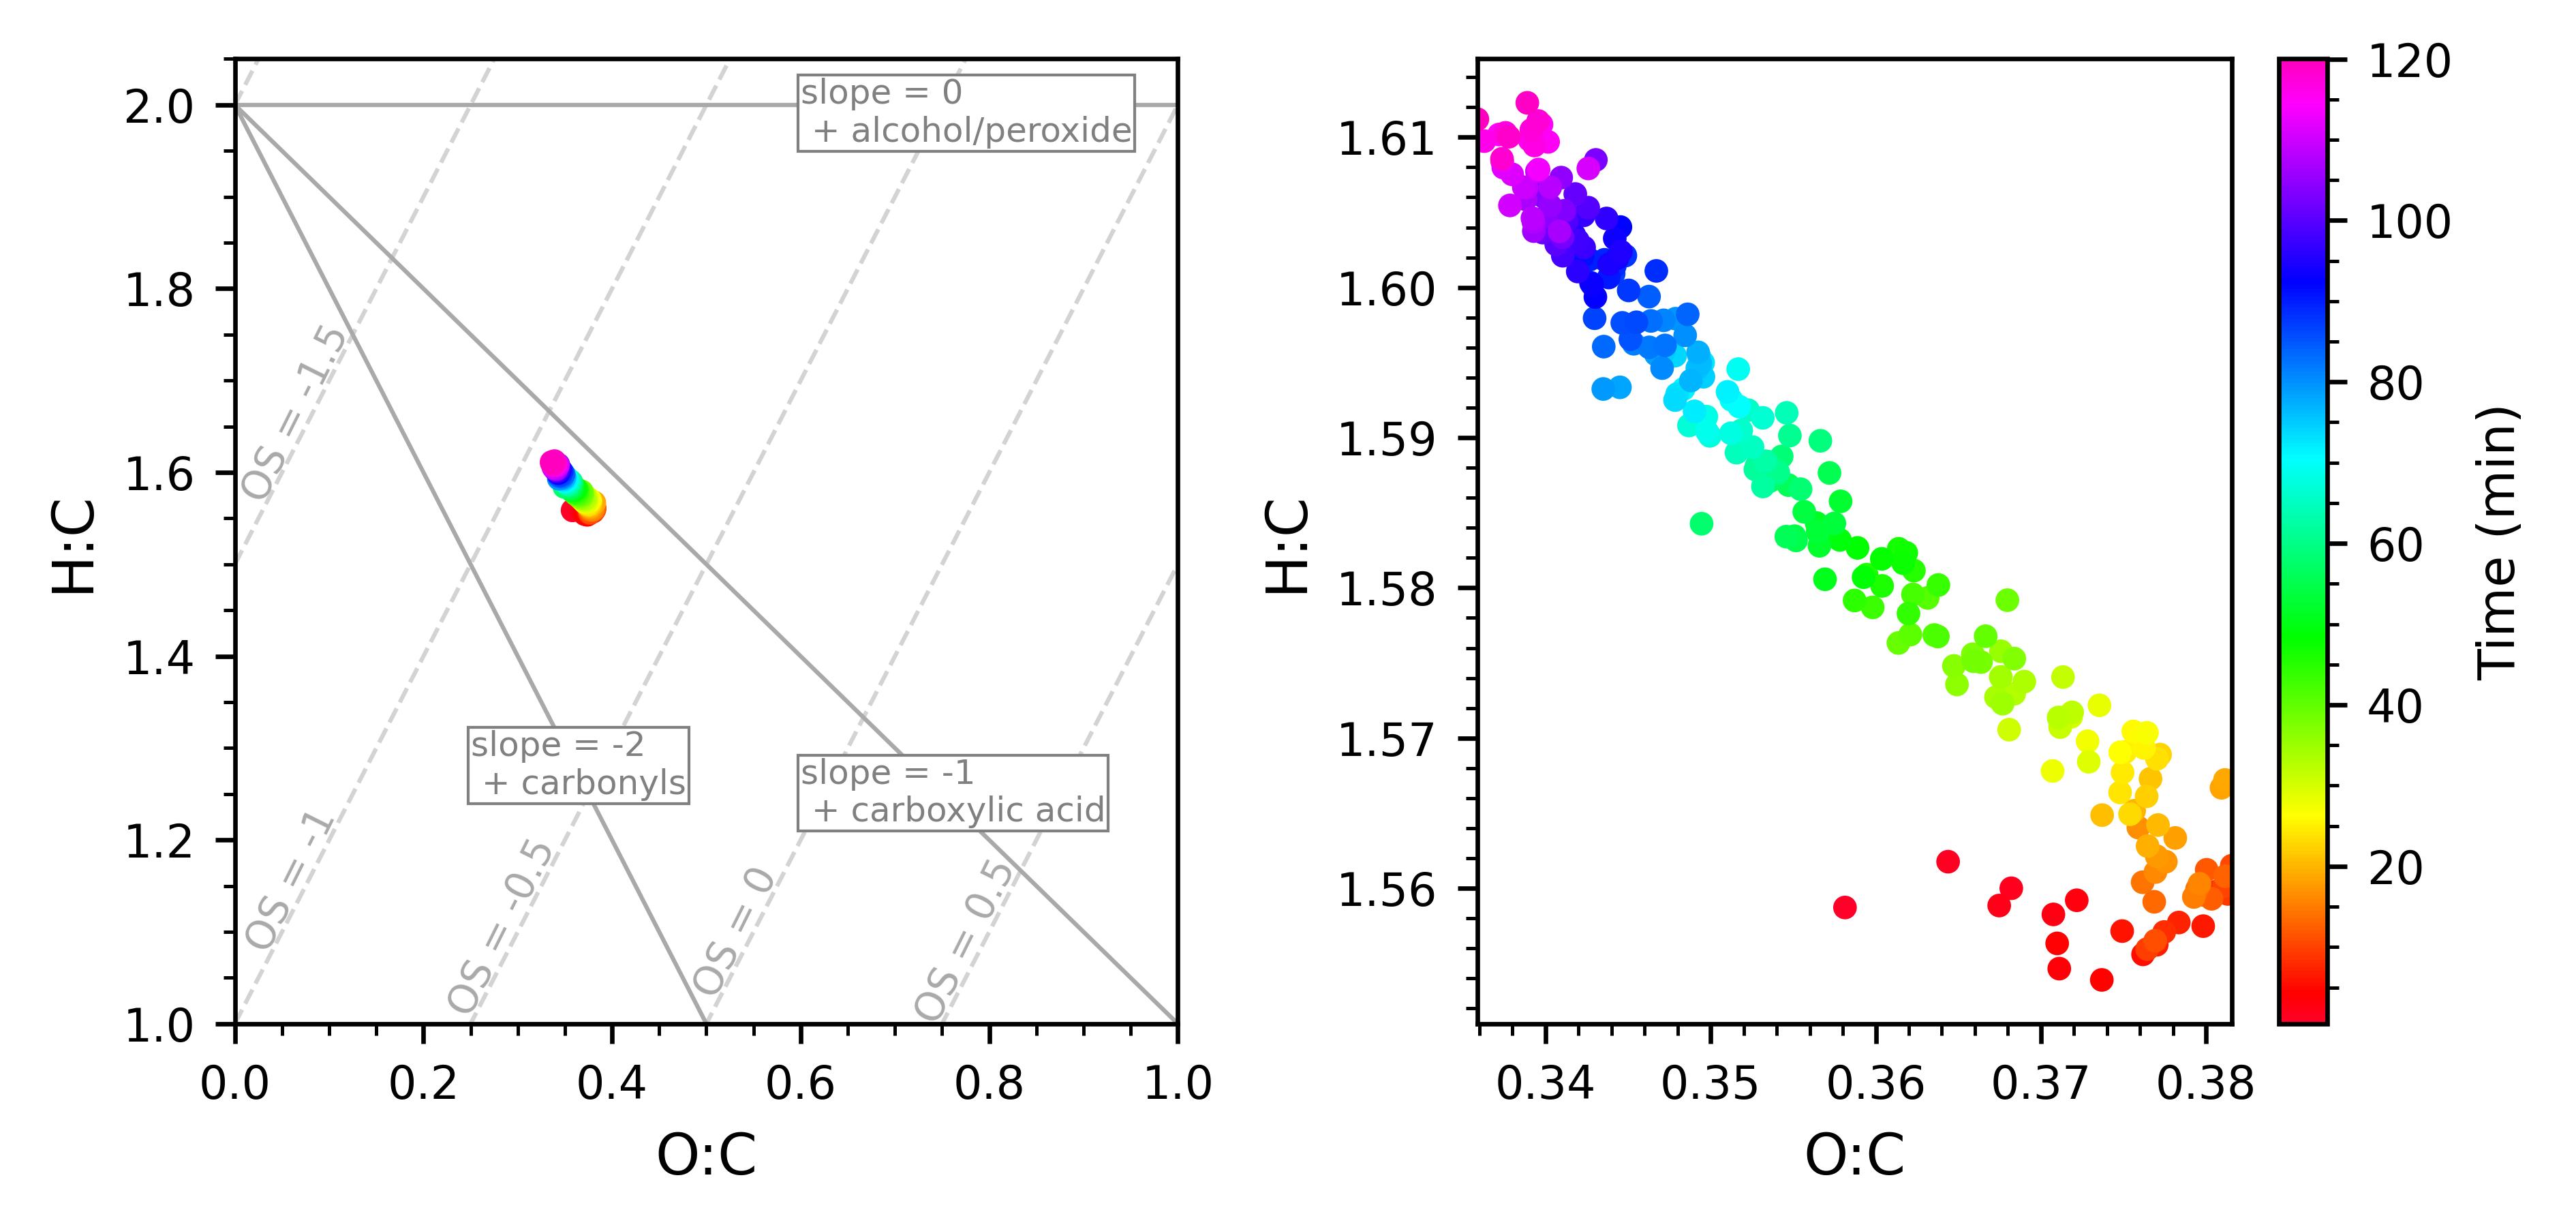 2.0
1.8
1.6
1.4
1.2
1.0
H:C
0.0
0.2
0.4
0.6
0.8
1.0
O:C
slope = 0
+ alcohol/peroxide
slope = -2
+ carbonyls
slope = -1
+ carboxylic acid
OS = -1.5
OS = -1
OS = -0.5
OS = 0
OS = 0.5
1.61
1.60
1.59
1.58
1.57
1.56
H:C
0.34
0.35
0.36
0.37
0.38
O:C
120
100
80
60
40
20
Time (min)